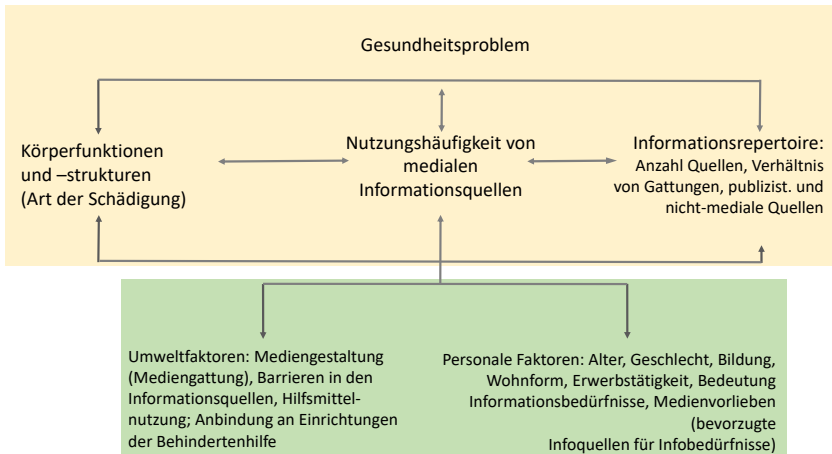 Gesundheitsproblem
Körperfunktionen
und –strukturen
(Art der Schädigung)
Nutzungshäufigkeit von
medialen
Informationsquellen
Informationsrepertoire:
Anzahl Quellen, Verhältnis
von Gattungen, publizist. und
nicht-mediale Quellen
Umweltfaktoren: Mediengestaltung
(Mediengattung), Barrieren in den
Informationsquellen, Hilfsmittel-
nutzung; Anbindung an Einrichtungen
der Behindertenhilfe
Personale Faktoren: Alter, Geschlecht, Bildung,
Wohnform, Erwerbstätigkeit, Bedeutung
Informationsbedürfnisse, Medienvorlieben
(bevorzugte
Infoquellen für Infobedürfnisse)